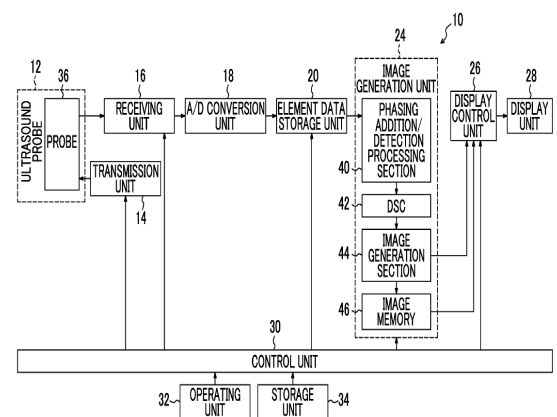 10
24
IMAGE
GENERATION UNIT
12
36
16
18
20
26
28
ULTRASOUND
PROBE
PROBE
RECEIVING
UNIT
A/D CONVERSION
UNIT
ELEMENT DATA
STORAGE UNIT
PHASING
ADDITION/
DETECTION
PROCESSING
SECTION
DISPLAY
CONTROL
UNIT
DISPLAY
UNIT
TRANSMISSION
UNIT
14
40
42
DSC
44
IMAGE
GENERATION
SECTION
46
IMAGE
MEMORY
30
CONTROL UNIT
32
OPERATING
UNIT
STORAGE
UNIT
34